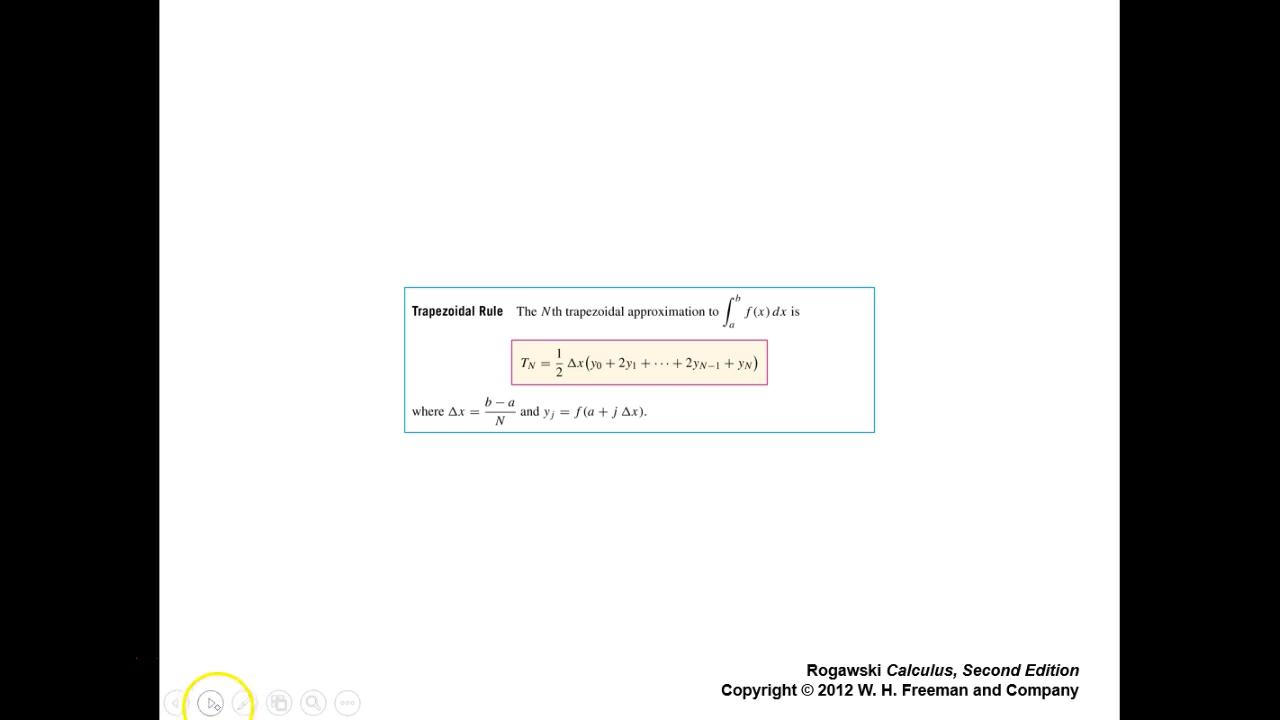 Trapezoidal Rule The Nth trapezoidal approximation to ∫_a^b f(x) dx is
T_N = 1/2 Δx(y_0 + 2y_1 + ··· + 2y_{N−1} + y_N)
where Δx = (b − a)/N and y_j = f(a + j Δx).
Rogawski Calculus, Second Edition
Copyright © 2012 W. H. Freeman and Company